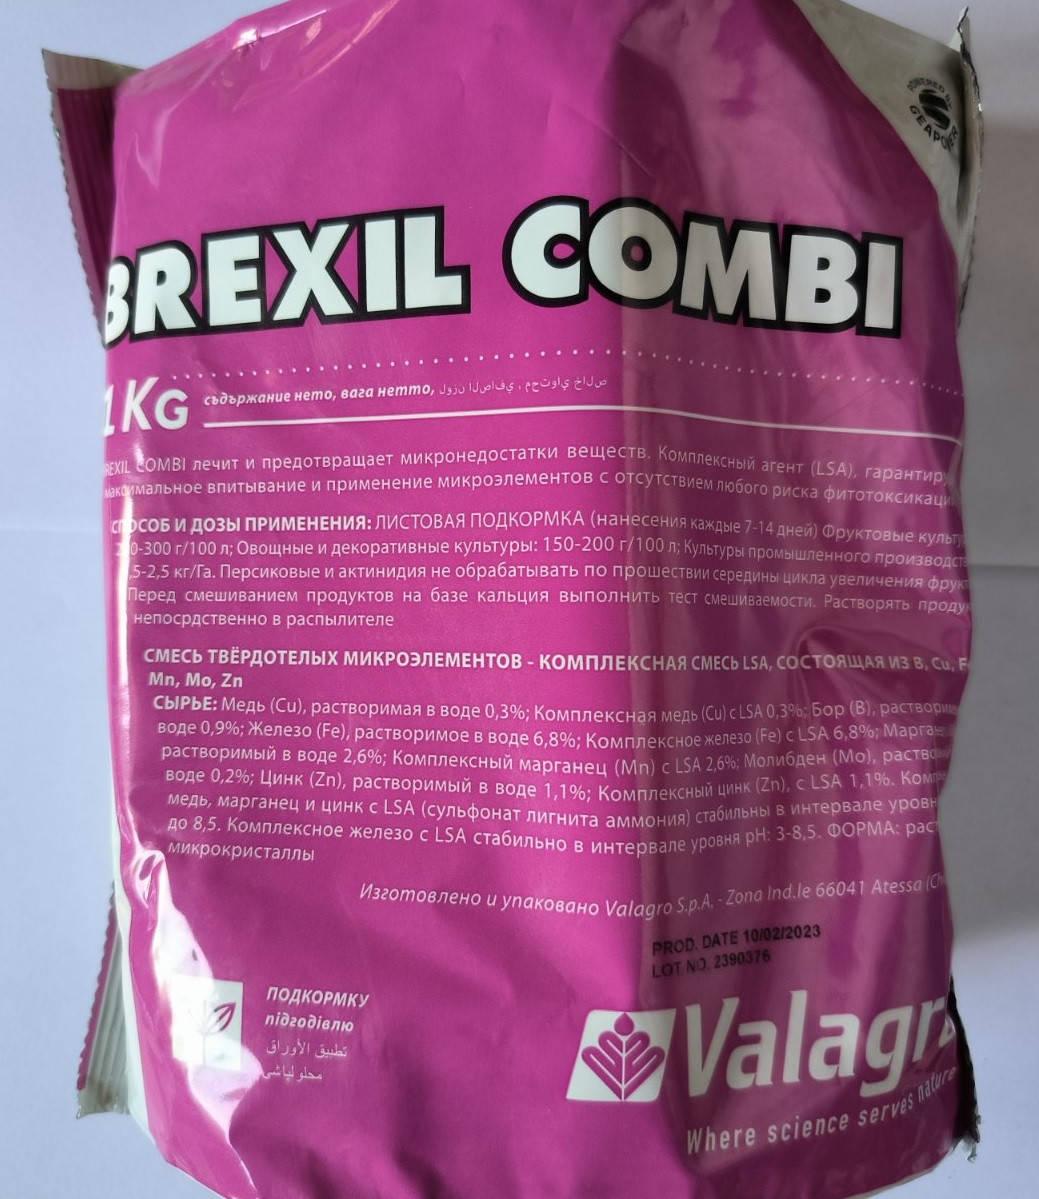 POWERED BY
GEAPOWER
BREXIL COMBI
1 KG съдържание нето, вага нетто, لوزن الصافي ، محتواي خالص
BREXIL COMBI лечит и предотвращает микронедостатки веществ. Комплексный агент (LSA), гарантиру
максимальное впитывание и применение микроэлементов с отсутствием любого риска фитотоксикаци
СПОСОБ И ДОЗЫ ПРИМЕНЕНИЯ: ЛИСТОВАЯ ПОДКОРМКА (нанесения каждые 7-14 дней) Фруктовые культу
200-300 г/100 л; Овощные и декоративные культуры: 150-200 г/100 л; Культуры промышленного производств
,5-2,5 кг/Га. Персиковые и актинидия не обрабатывать по прошествии середины цикла увеличения фрукт
Перед смешиванием продуктов на базе кальция выполнить тест смешиваемости. Растворять проду
непосрдственно в распылителе
СМЕСЬ ТВЁРДОТЕЛЫХ МИКРОЭЛЕМЕНТОВ - КОМПЛЕКСНАЯ СМЕСЬ LSA, СОСТОЯЩАЯ ИЗ B, Cu, Fe
Mn, Mo, Zn
СЫРЬЕ: Медь (Cu), растворимая в воде 0,3%; Комплексная медь (Cu) с LSA 0,3%; Бор (B), раствори
воде 0,9%; Железо (Fe), растворимое в воде 6,8%; Комплексное железо (Fe) с LSA 6,8%; Марган
растворимый в воде 2,6%; Комплексный марганец (Mn) с LSA 2,6%; Молибден (Mo), раство
воде 0,2%; Цинк (Zn), растворимый в воде 1,1%; Комплексный цинк (Zn), с LSA 1,1%. Комп
медь, марганец и цинк с LSA (сульфонат лигнита аммония) стабильны в интервале уровн
до 8,5. Комплексное железо с LSA стабильно в интервале уровня pH: 3-8,5. ФОРМА: раст
микрокристаллы
Изготовлено и упаковано Valagro S.p.A. - Zona Ind.le 66041 Atessa (Ch
PROD. DATE 10/02/2023
LOT NO. 2390376
ПОДКОРМКУ
підгодівлю
تطبيق الأوراق
محلولپاشی
Valagro
Where science serves nature